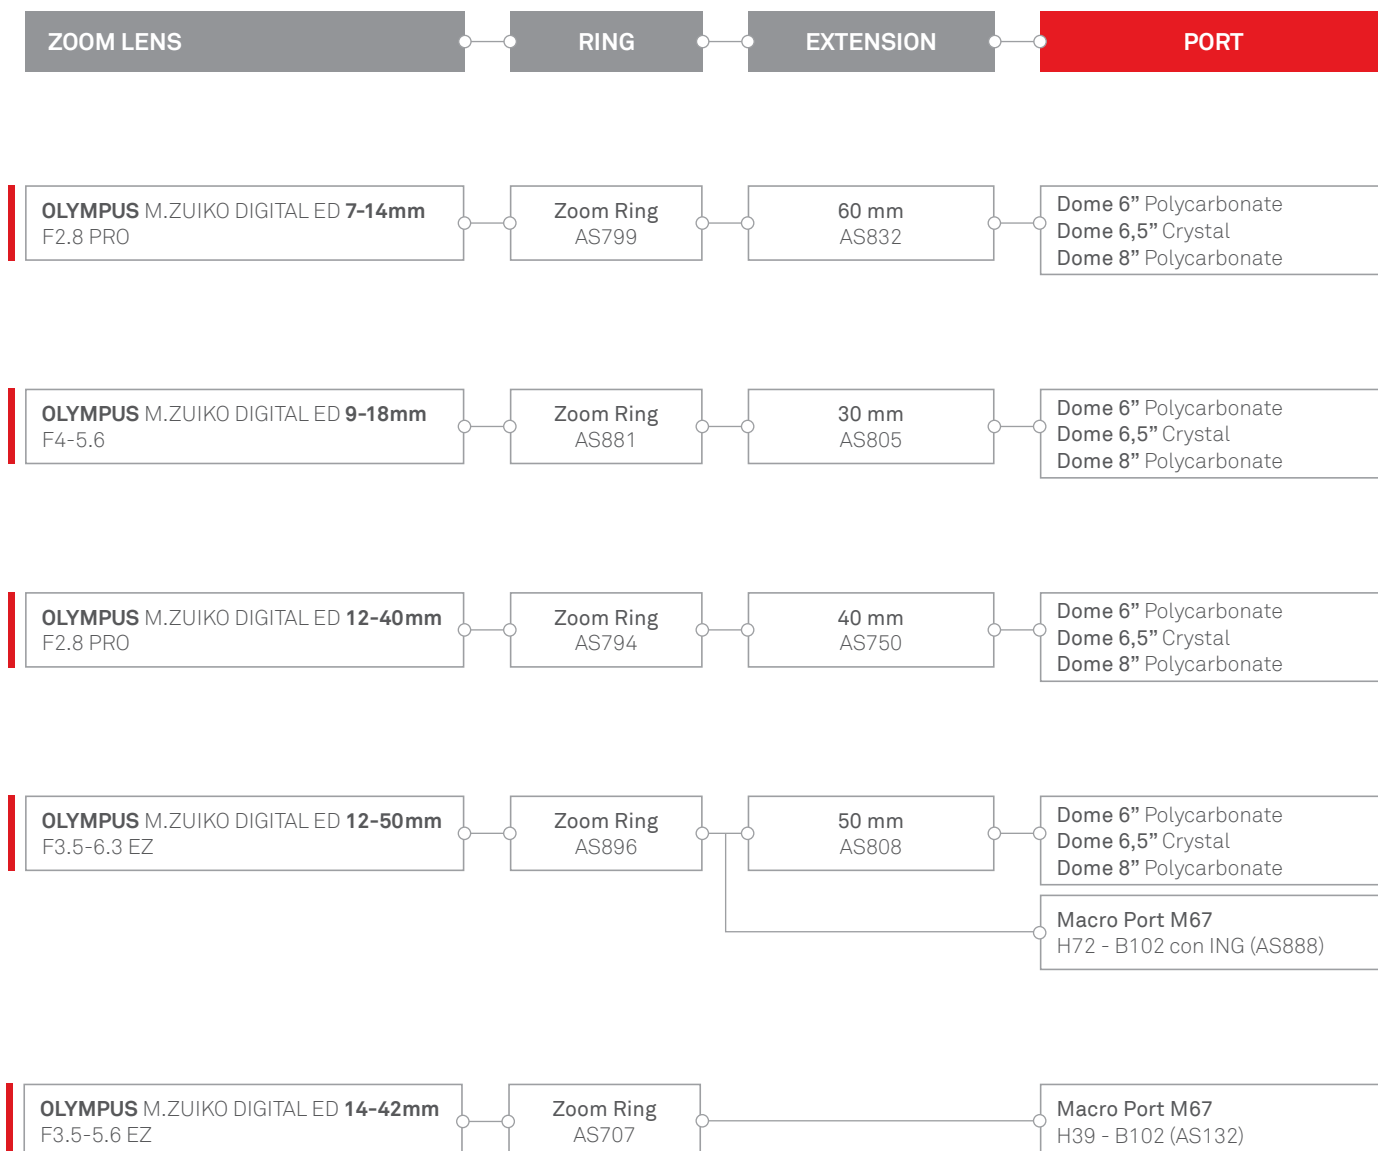 ZOOM LENS
RING
EXTENSION
PORT
OLYMPUS M.ZUIKO DIGITAL ED 7-14mm
F2.8 PRO
Zoom Ring
AS799
60 mm
AS832
Dome 6” Polycarbonate
Dome 6,5” Crystal
Dome 8” Polycarbonate
OLYMPUS M.ZUIKO DIGITAL ED 9-18mm
F4-5.6
Zoom Ring
AS881
30 mm
AS805
Dome 6” Polycarbonate
Dome 6,5” Crystal
Dome 8” Polycarbonate
OLYMPUS M.ZUIKO DIGITAL ED 12-40mm
F2.8 PRO
Zoom Ring
AS794
40 mm
AS750
Dome 6” Polycarbonate
Dome 6,5” Crystal
Dome 8” Polycarbonate
OLYMPUS M.ZUIKO DIGITAL ED 12-50mm
F3.5-6.3 EZ
Zoom Ring
AS896
50 mm
AS808
Dome 6” Polycarbonate
Dome 6,5” Crystal
Dome 8” Polycarbonate
Macro Port M67
H72 - B102 con ING (AS888)
OLYMPUS M.ZUIKO DIGITAL ED 14-42mm
F3.5-5.6 EZ
Zoom Ring
AS707
Macro Port M67
H39 - B102 (AS132)